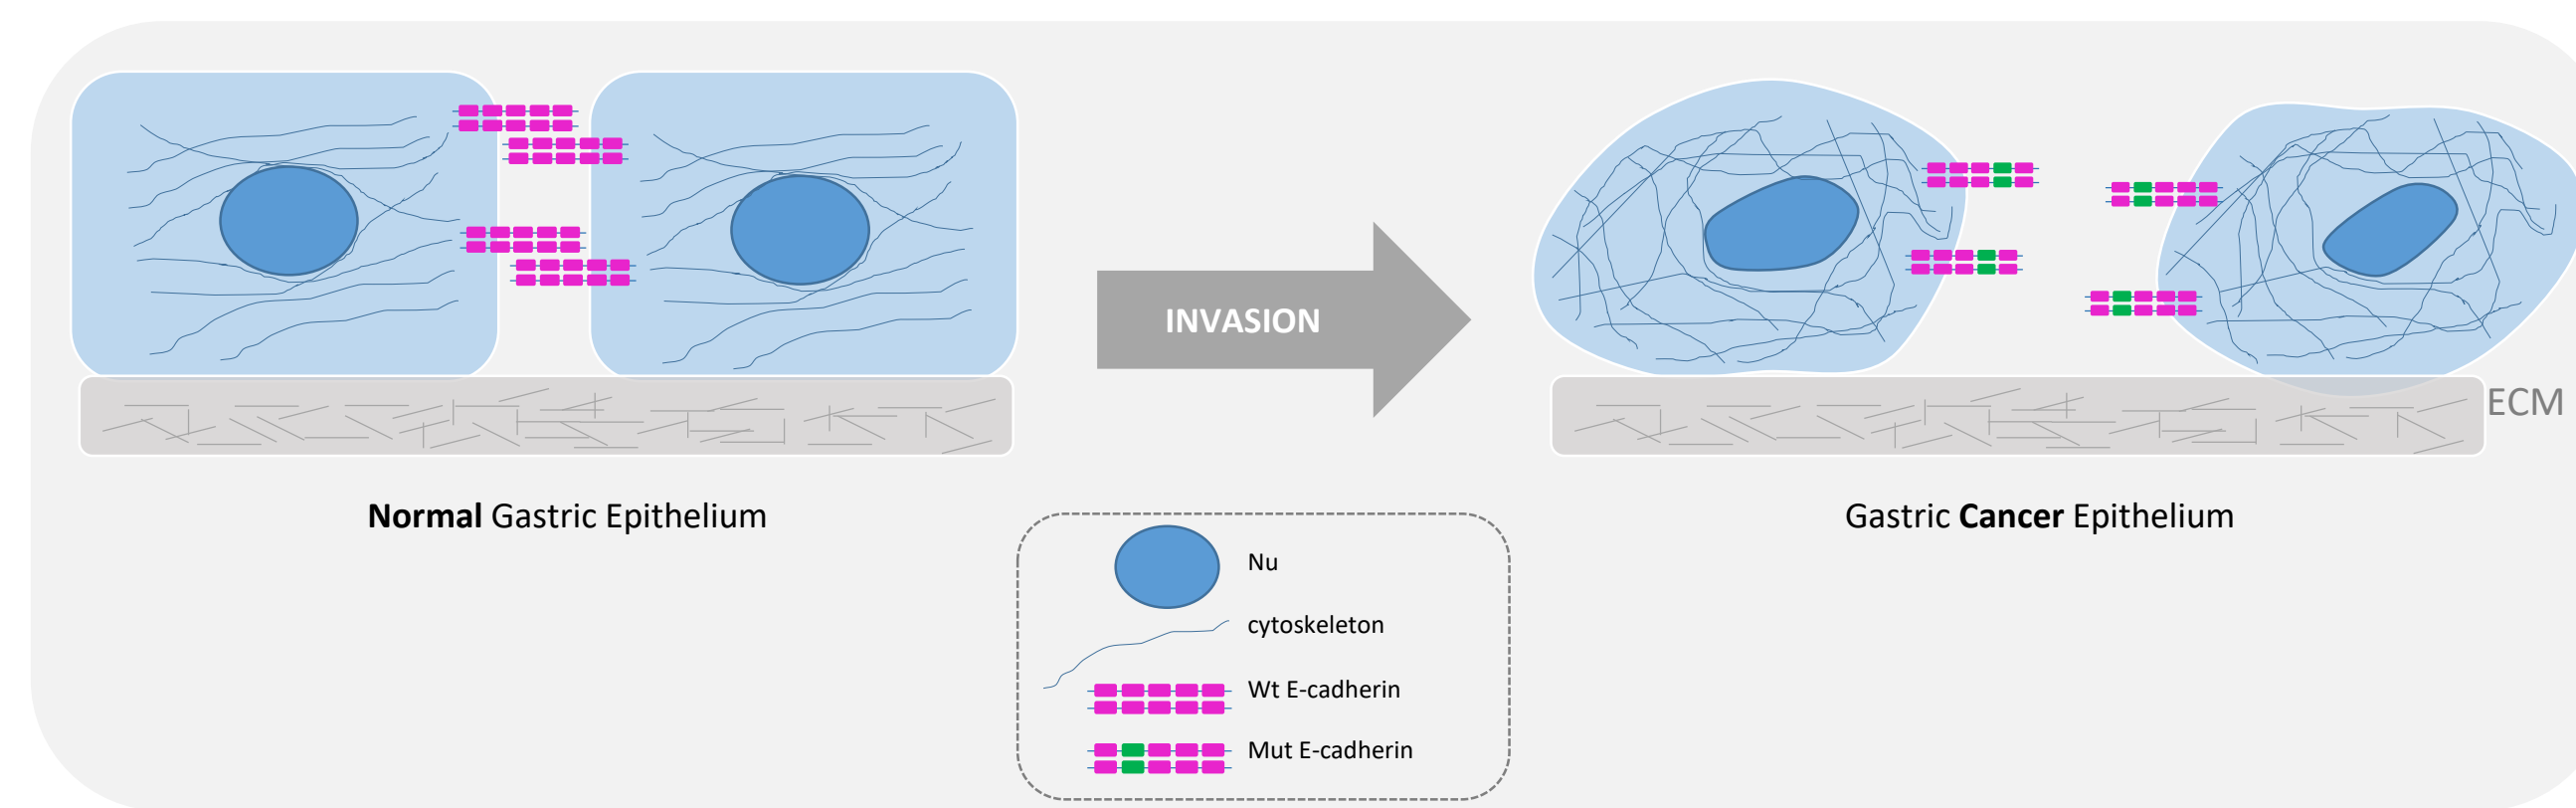 INVASION
ECM
Normal Gastric Epithelium
Gastric Cancer Epithelium
Nu
cytoskeleton
Wt E-cadherin
Mut E-cadherin